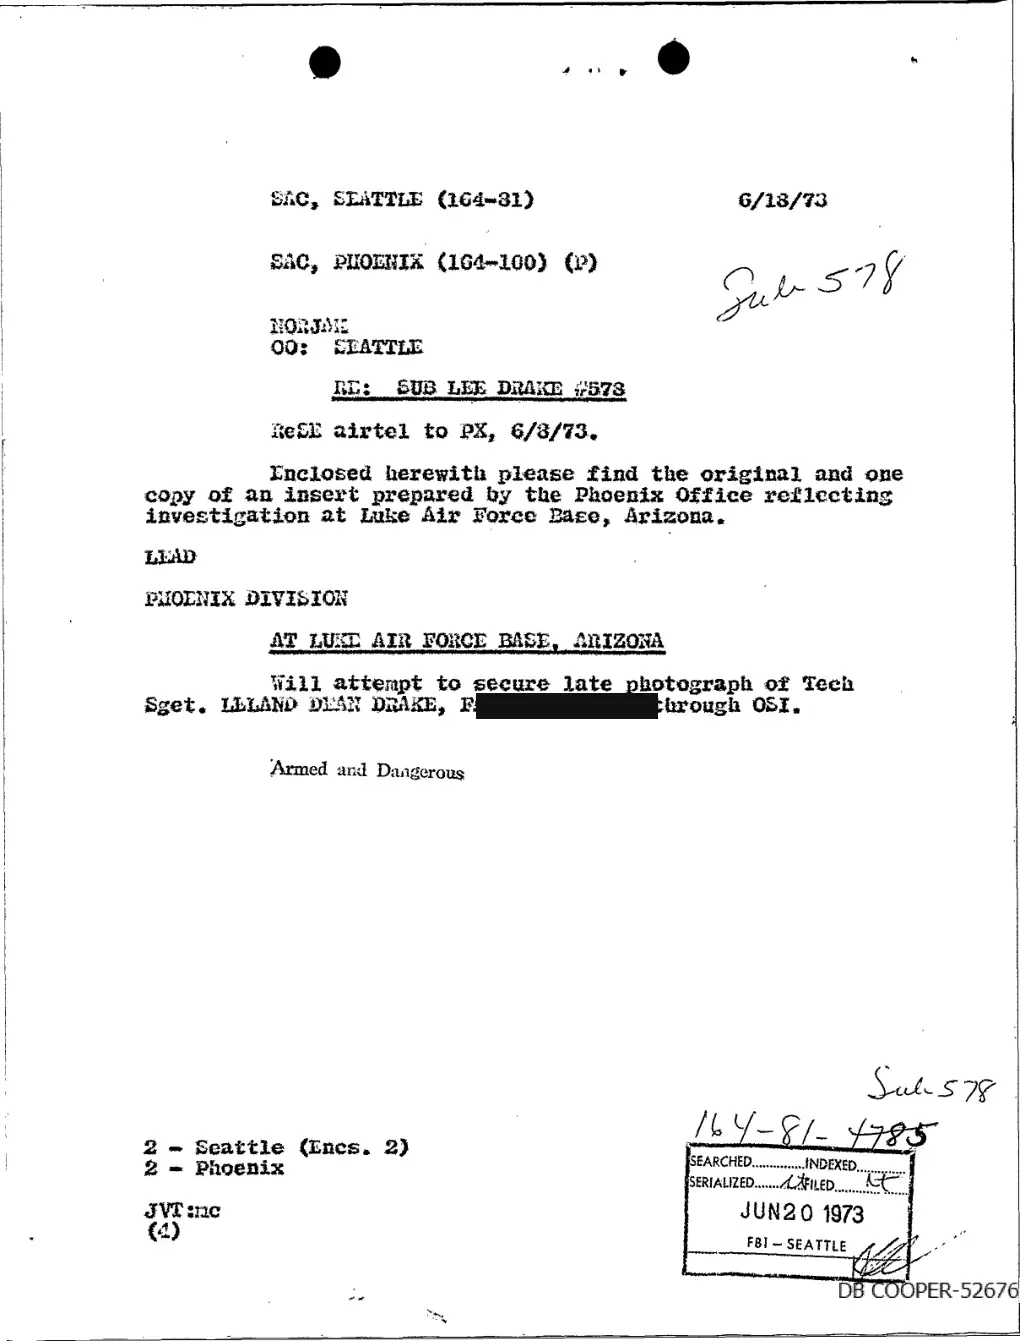 SAC, SEATTLE (164-81) 6/18/73
SAC, PHOENIX (164-100) (P)
Sub 578
NORJAK
OO: SEATTLE
RE: SUB LEE DRAKE #578
ReSE airtel to PX, 6/8/73.
Enclosed herewith please find the original and one
copy of an insert prepared by the Phoenix Office reflecting
investigation at Luke Air Force Base, Arizona.
LEAD
PHOENIX DIVISION
AT LUKE AIR FORCE BASE, ARIZONA
Will attempt to secure late photograph of Tech
Sget. LELAND DEAN DRAKE, through OSI.
Armed and Dangerous
Sub 578
164-81-4785
2 - Seattle (Encs. 2)
2 - Phoenix
SEARCHED..............INDEXED............
SERIALIZED.......FILED............
JVT:mc
(4)
JUN 20 1973
FBI - SEATTLE
DB COOPER-52676